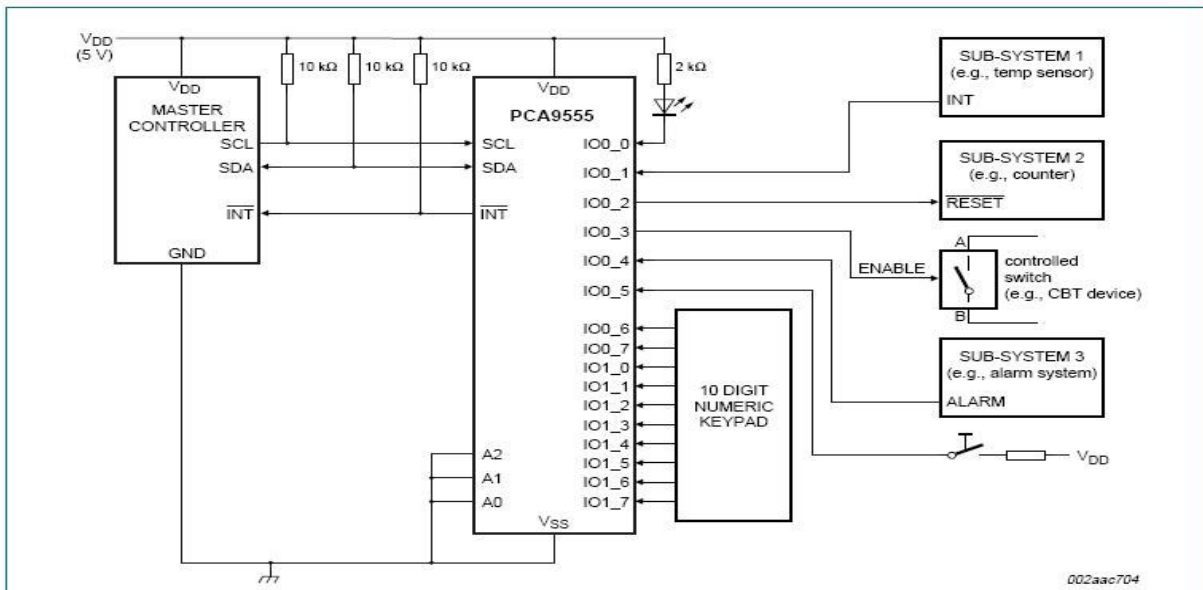 VDD
(5 V)
10 kΩ
10 kΩ
10 kΩ
2 kΩ
VDD
MASTER
CONTROLLER
SCL
SDA
INT
GND
VDD
PCA9555
SCL
SDA
INT
A2
A1
A0
VSS
IO0_0
IO0_1
IO0_2
IO0_3
IO0_4
IO0_5
IO0_6
IO0_7
IO1_0
IO1_1
IO1_2
IO1_3
IO1_4
IO1_5
IO1_6
IO1_7
10 DIGIT
NUMERIC
KEYPAD
SUB-SYSTEM 1
(e.g., temp sensor)
INT
SUB-SYSTEM 2
(e.g., counter)
RESET
A
ENABLE
B
controlled
switch
(e.g., CBT device)
SUB-SYSTEM 3
(e.g., alarm system)
ALARM
VDD
002aac704